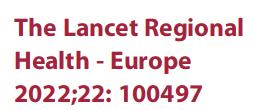 The Lancet Regional
Health - Europe
2022;22: 100497